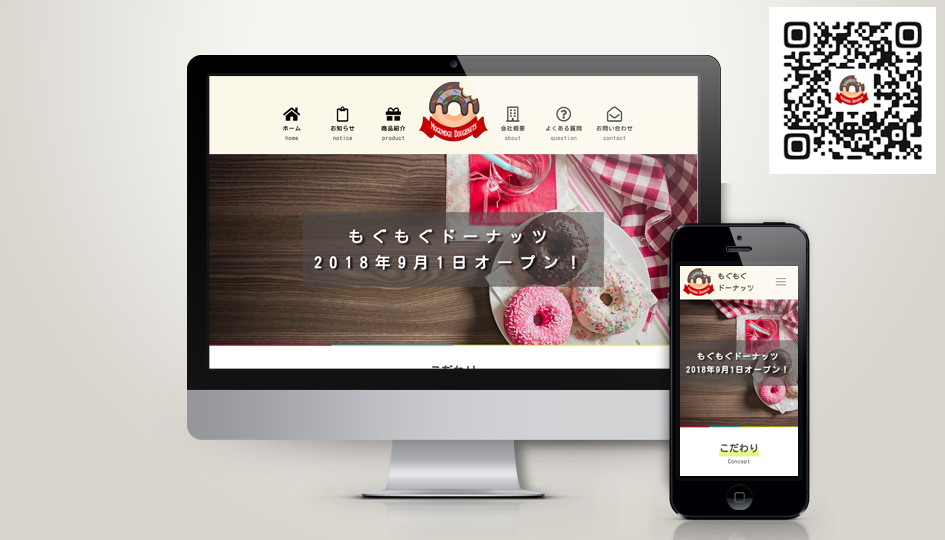 ホーム
home
お知らせ
notice
商品紹介
product
MOGUMOGU DOUGHNUTS
会社概要
about
よくある質問
question
お問い合わせ
contact
もぐもぐドーナッツ
2018年9月1日オープン！
こだわり
もぐもぐ
ドーナッツ
もぐもぐドーナッツ
2018年9月1日オープン！
こだわり
Concept